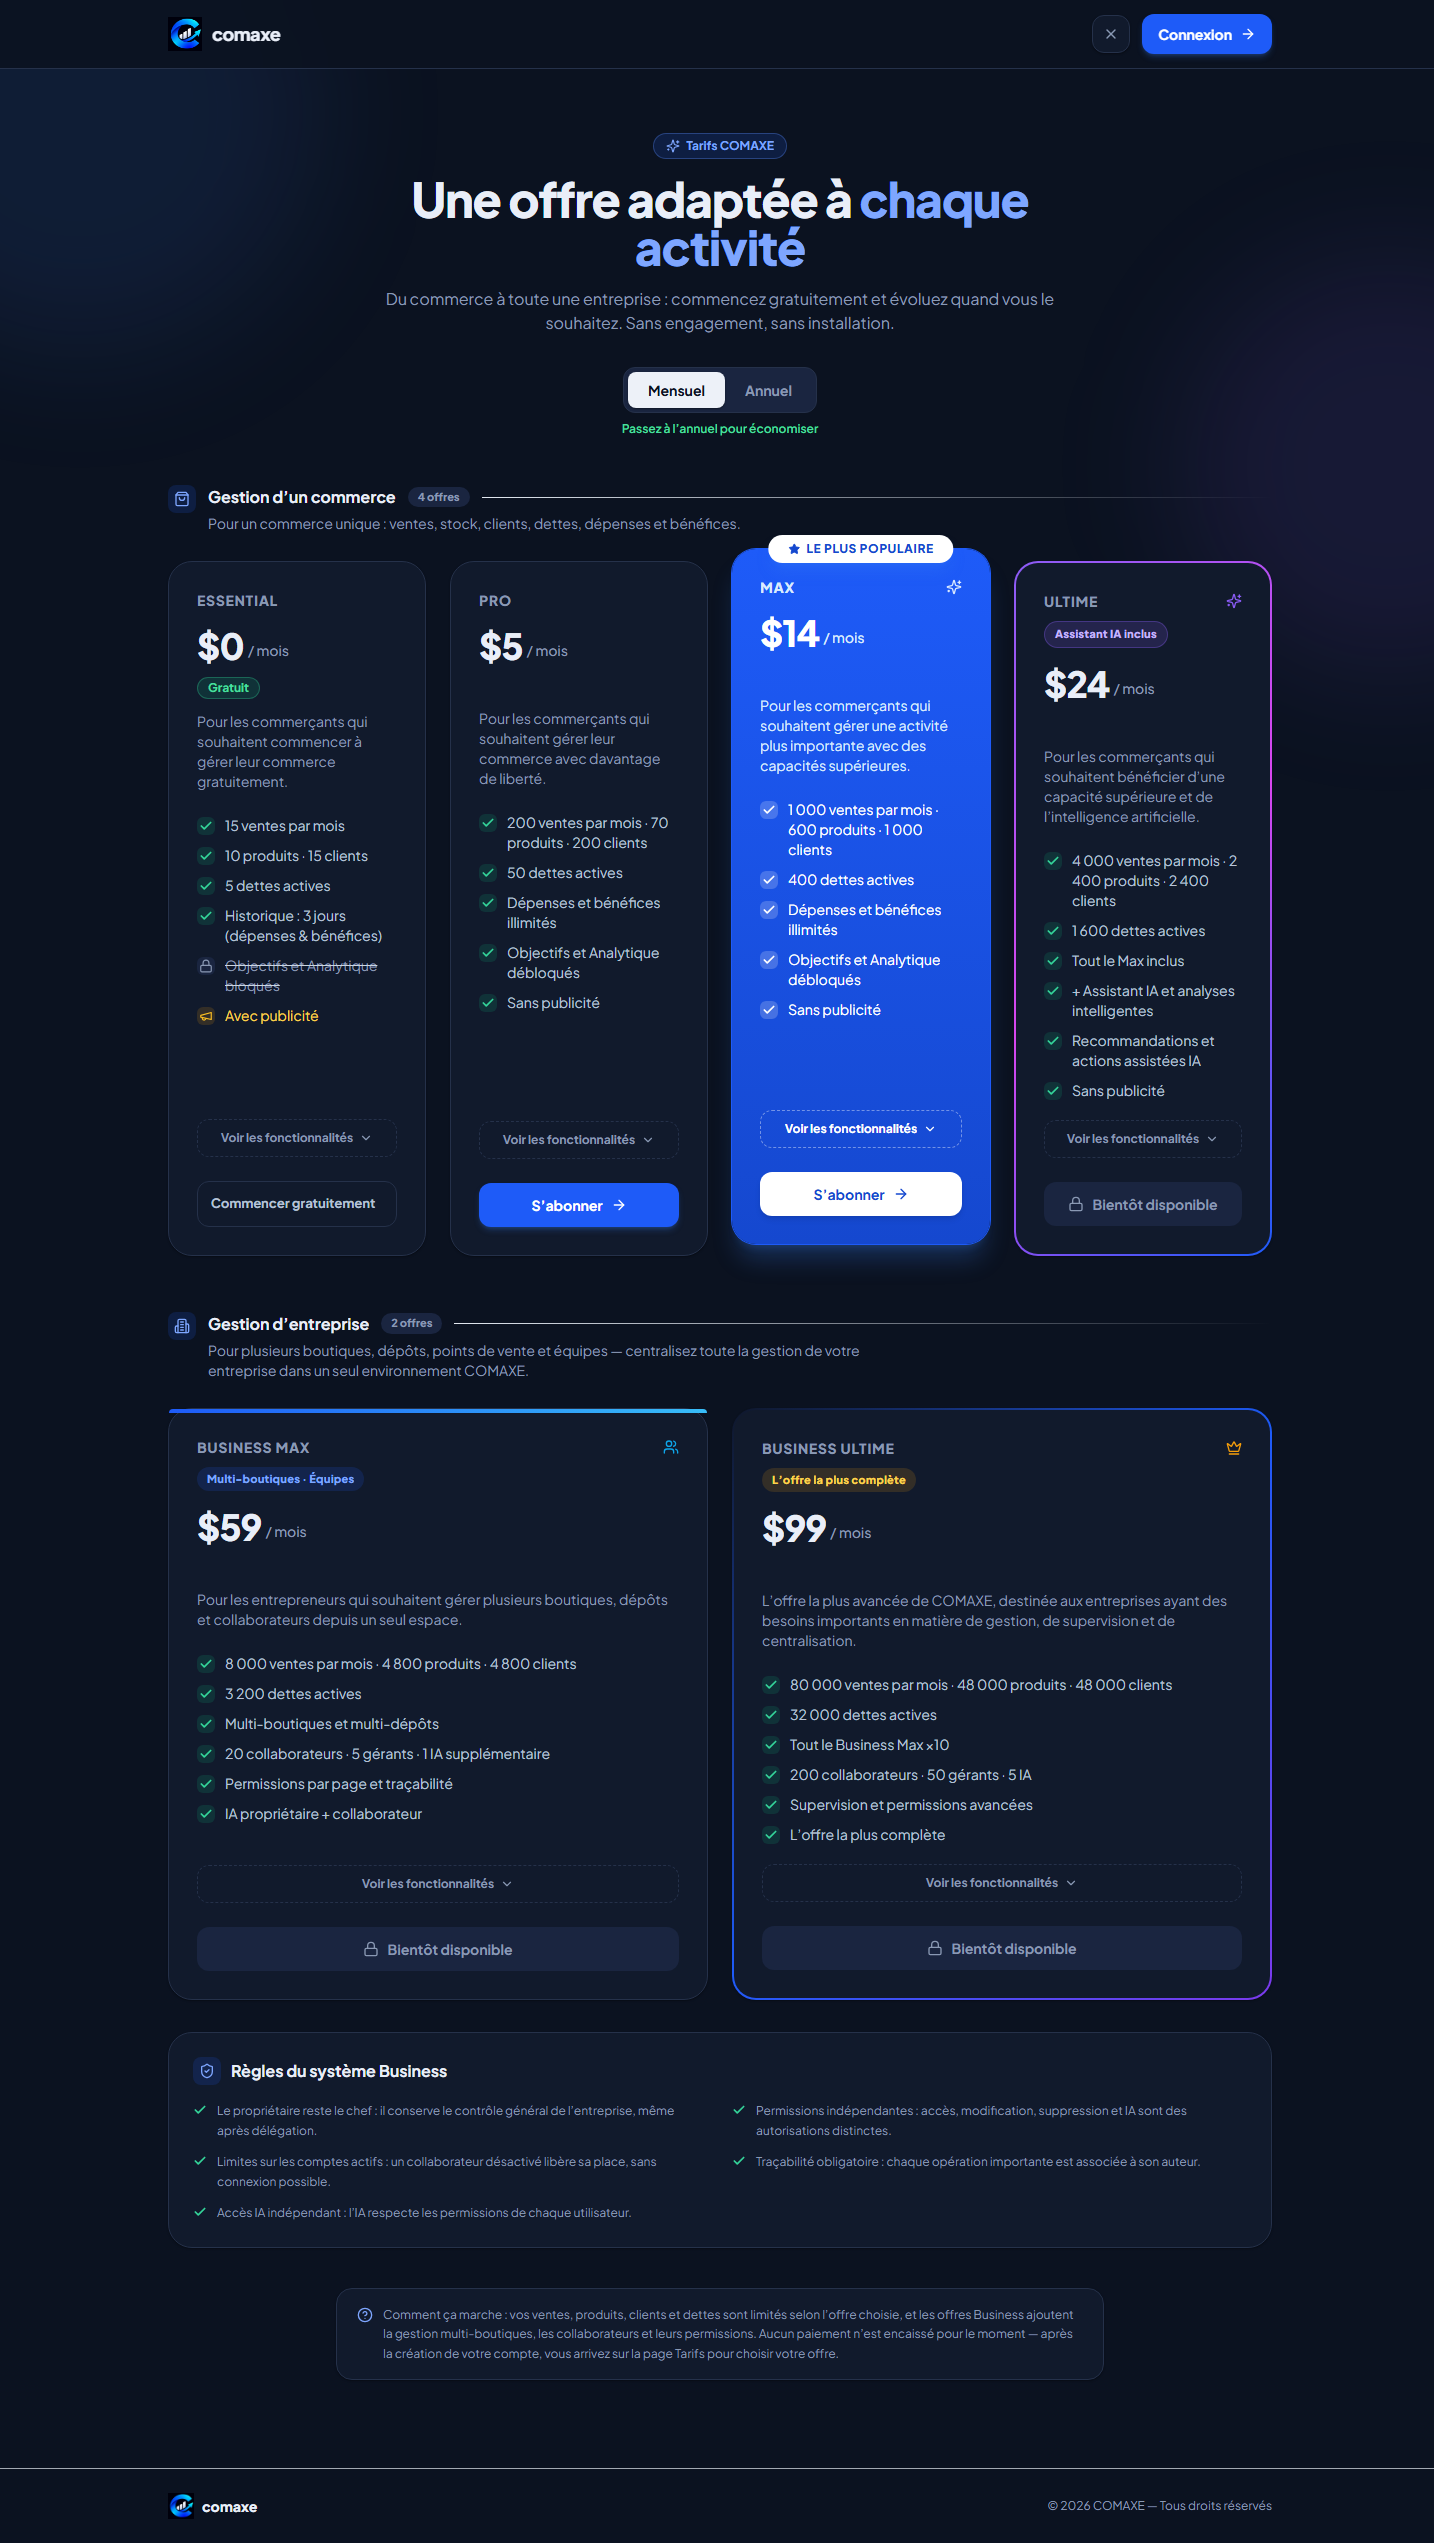 comaxe
Connexion
Tarifs COMAXE
Une offre adaptée à chaque
activité
Du commerce à toute une entreprise : commencez gratuitement et évoluez quand vous le
souhaitez. Sans engagement, sans installation.
Mensuel
Annuel
Passez à l'annuel pour économiser
Gestion d'un commerce
4 offres
Pour un commerce unique : ventes, stock, clients, dettes, dépenses et bénéfices.
ESSENTIAL
$0 / mois
Gratuit
Pour les commerçants qui
souhaitent commencer à
gérer leur commerce
gratuitement.
15 ventes par mois
10 produits · 15 clients
5 dettes actives
Historique : 3 jours
(dépenses & bénéfices)
Objectifs et Analytique
bloqués
Avec publicité
Voir les fonctionnalités
Commencer gratuitement
PRO
$5 / mois
Pour les commerçants qui
souhaitent gérer leur
commerce avec davantage
de liberté.
200 ventes par mois · 70
produits · 200 clients
50 dettes actives
Dépenses et bénéfices
illimités
Objectifs et Analytique
débloqués
Sans publicité
Voir les fonctionnalités
S'abonner
LE PLUS POPULAIRE
MAX
$14 / mois
Pour les commerçants qui
souhaitent gérer une activité
plus importante avec des
capacités supérieures.
1 000 ventes par mois ·
600 produits · 1 000
clients
400 dettes actives
Dépenses et bénéfices
illimités
Objectifs et Analytique
débloqués
Sans publicité
Voir les fonctionnalités
S'abonner
ULTIME
Assistant IA inclus
$24 / mois
Pour les commerçants qui
souhaitent bénéficier d'une
capacité supérieure et de
l'intelligence artificielle.
4 000 ventes par mois · 2
400 produits · 2 400
clients
1 600 dettes actives
Tout le Max inclus
+ Assistant IA et analyses
intelligentes
Recommandations et
actions assistées IA
Sans publicité
Voir les fonctionnalités
Bientôt disponible
Gestion d'entreprise
2 offres
Pour plusieurs boutiques, dépôts, points de vente et équipes — centralisez toute la gestion de votre
entreprise dans un seul environnement COMAXE.
BUSINESS MAX
Multi-boutiques · Équipes
$59 / mois
Pour les entrepreneurs qui souhaitent gérer plusieurs boutiques, dépôts
et collaborateurs depuis un seul espace.
8 000 ventes par mois · 4 800 produits · 4 800 clients
3 200 dettes actives
Multi-boutiques et multi-dépôts
20 collaborateurs · 5 gérants · 1 IA supplémentaire
Permissions par page et traçabilité
IA propriétaire + collaborateur
Voir les fonctionnalités
Bientôt disponible
BUSINESS ULTIME
L'offre la plus complète
$99 / mois
L'offre la plus avancée de COMAXE, destinée aux entreprises ayant des
besoins importants en matière de gestion, de supervision et de
centralisation.
80 000 ventes par mois · 48 000 produits · 48 000 clients
32 000 dettes actives
Tout le Business Max ×10
200 collaborateurs · 50 gérants · 5 IA
Supervision et permissions avancées
L'offre la plus complète
Voir les fonctionnalités
Bientôt disponible
Règles du système Business
Le propriétaire reste le chef : il conserve le contrôle général de l'entreprise, même
après délégation.
Permissions indépendantes : accès, modification, suppression et IA sont des
autorisations distinctes.
Limites sur les comptes actifs : un collaborateur désactivé libère sa place, sans
connexion possible.
Traçabilité obligatoire : chaque opération importante est associée à son auteur.
Accès IA indépendant : l'IA respecte les permissions de chaque utilisateur.
Comment ça marche : vos ventes, produits, clients et dettes sont limités selon l'offre choisie, et les offres Business ajoutent
la gestion multi-boutiques, les collaborateurs et leurs permissions. Aucun paiement n'est encaissé pour le moment — après
la création de votre compte, vous arrivez sur la page Tarifs pour choisir votre offre.
comaxe
© 2026 COMAXE — Tous droits réservés